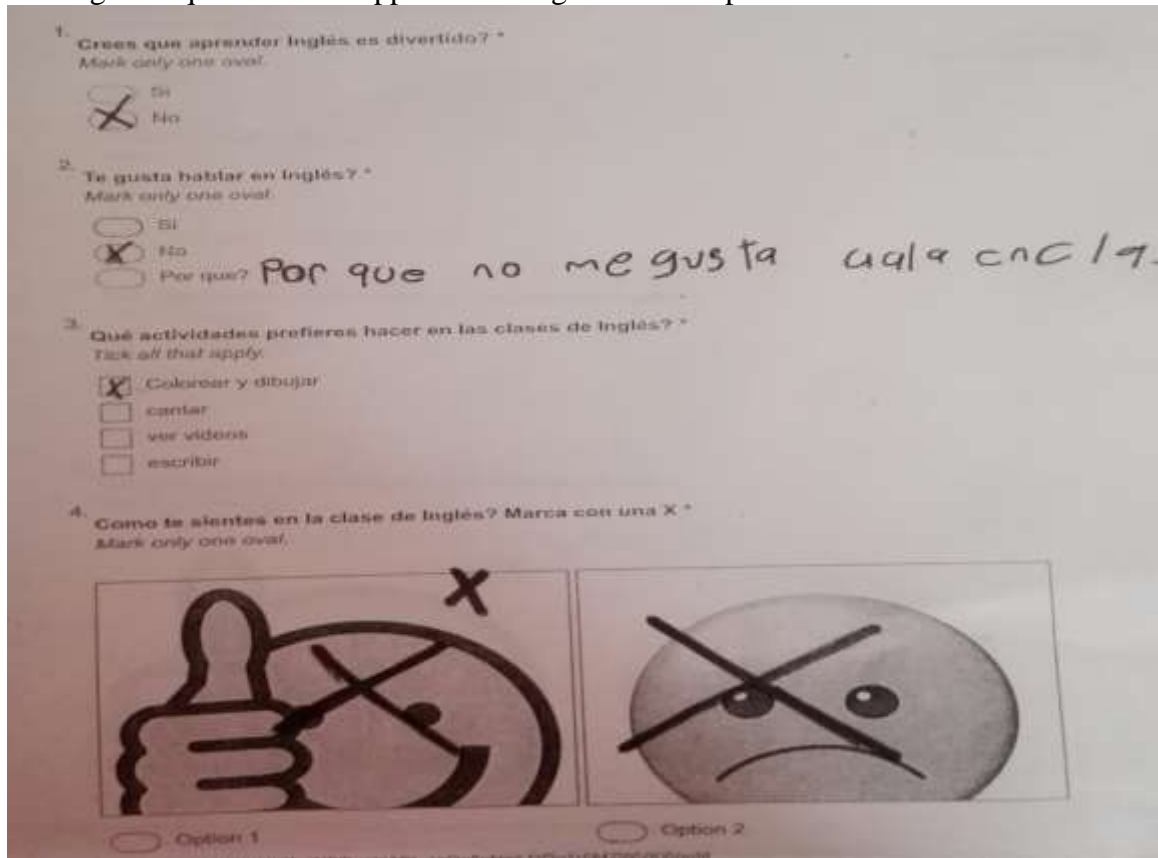 1. Crees que aprender Inglés es divertido? *
Mark only one oval.
Si
No
2. Te gusta hablar en Inglés? *
Mark only one oval.
Si
No
Por que? Por que no me gusta
3. Qué actividades prefieres hacer en las clases de Inglés? *
Tick all that apply.
Colorear y dibujar
cantar
ver videos
escribir
4. Como te sientes en la clase de Inglés? Marca con una X *
Mark only one oval.
Option 1 Option 2